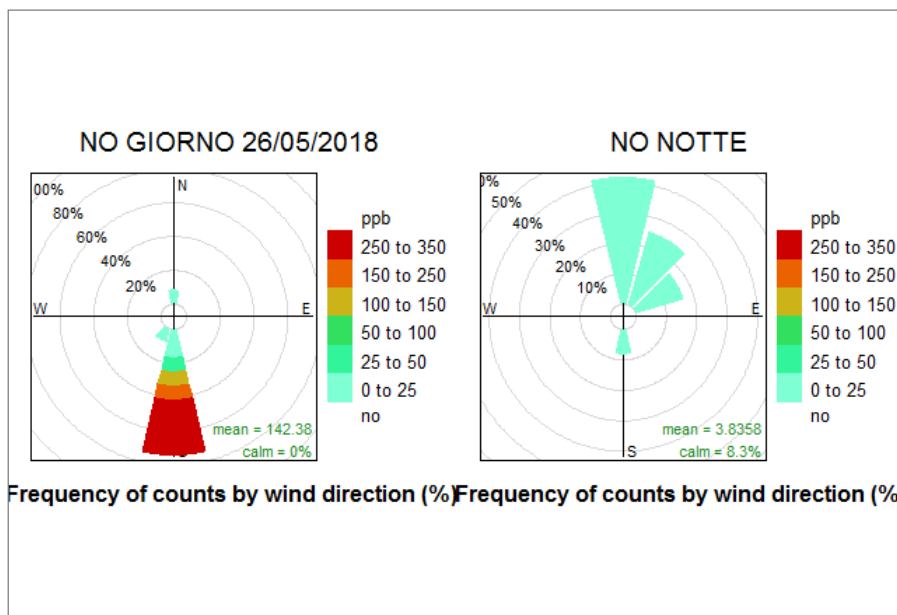 NO GIORNO 26/05/2018
00%
80%
60%
40%
20%
N
W
E
mean = 142.38
calm = 0%
ppb
250 to 350
150 to 250
100 to 150
50 to 100
25 to 50
0 to 25
no
Frequency of counts by wind direction (%)
NO NOTTE
0%
50%
40%
30%
20%
10%
W
E
S
mean = 3.8358
calm = 8.3%
ppb
250 to 350
150 to 250
100 to 150
50 to 100
25 to 50
0 to 25
no
Frequency of counts by wind direction (%